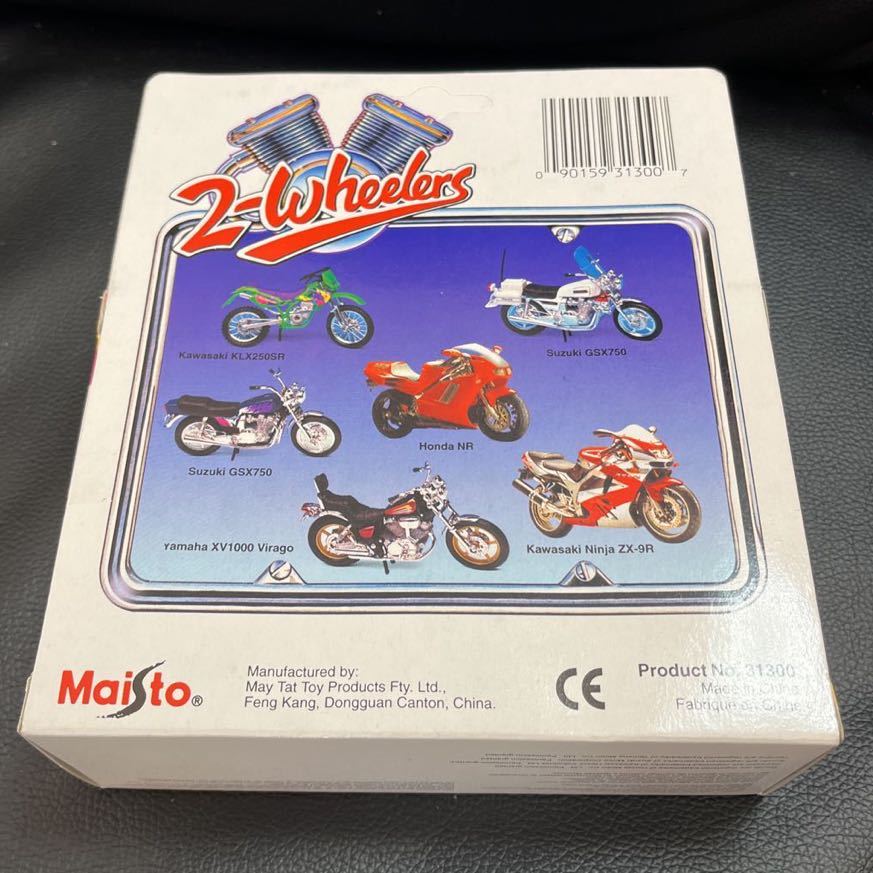 2-Wheelers
0 90159 31300 7
Kawasaki KLX250SR
Suzuki GSX750
Honda NR
Suzuki GSX750
Yamaha XV1000 Virago
Kawasaki Ninja ZX-9R
Maisto®
Manufactured by:
May Tat Toy Products Fty. Ltd.,
Feng Kang, Dongguan Canton, China.
CE
Product No. 31300
Made in China
Fabriqué en Chine